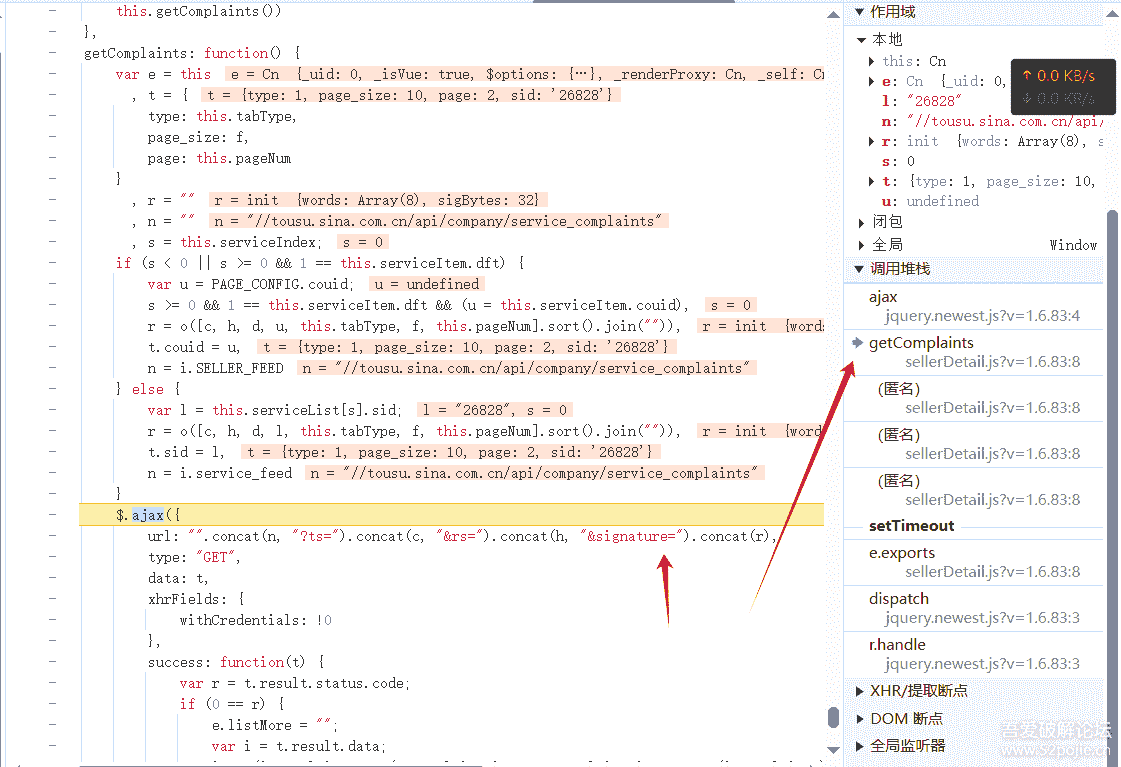 this.getComplaints())
},
getComplaints: function() {
var e = this e = Cn {_uid: 0, _isVue: true, $options: {…}, _renderProxy: Cn, _self: Cn
, t = { t = {type: 1, page_size: 10, page: 2, sid: '26828'}
type: this.tabType,
page_size: f,
page: this.pageNum
}
, r = "" r = init {words: Array(8), sigBytes: 32}
, n = "" n = "//tousu.sina.com.cn/api/company/service_complaints"
, s = this.serviceIndex; s = 0
if (s < 0 || s >= 0 && 1 == this.serviceItem.dft) {
var u = PAGE_CONFIG.couid; u = undefined
s >= 0 && 1 == this.serviceItem.dft && (u = this.serviceItem.couid), s = 0
r = o([c, h, d, u, this.tabType, f, this.pageNum].sort().join("")), r = init {words:
t.couid = u, t = {type: 1, page_size: 10, page: 2, sid: '26828'}
n = i.SELLER_FEED n = "//tousu.sina.com.cn/api/company/service_complaints"
} else {
var l = this.serviceList[s].sid; l = "26828", s = 0
r = o([c, h, d, l, this.tabType, f, this.pageNum].sort().join("")), r = init {word
t.sid = l, t = {type: 1, page_size: 10, page: 2, sid: '26828'}
n = i.service_feed n = "//tousu.sina.com.cn/api/company/service_complaints"
}
$.ajax({
url: "".concat(n, "?ts=").concat(c, "&rs=").concat(h, "&signature=").concat(r),
type: "GET",
data: t,
xhrFields: {
withCredentials: !0
},
success: function(t) {
var r = t.result.status.code;
if (0 == r) {
e.listMore = "";
var i = t.result.data;
作用域
本地
this: Cn
e: Cn {_uid: 0,
↑ 0.0 KB/s
↓ 0.0 KB/s
l: "26828"
n: "//tousu.sina.com.cn/api/
r: init {words: Array(8), s
s: 0
t: {type: 1, page_size: 10,
u: undefined
闭包
全局 Window
调用堆栈
ajax
jquery.newest.js?v=1.6.83:4
getComplaints
sellerDetail.js?v=1.6.83:8
(匿名)
sellerDetail.js?v=1.6.83:8
(匿名)
sellerDetail.js?v=1.6.83:8
(匿名)
sellerDetail.js?v=1.6.83:8
setTimeout
e.exports
sellerDetail.js?v=1.6.83:8
dispatch
jquery.newest.js?v=1.6.83:3
r.handle
jquery.newest.js?v=1.6.83:3
XHR/提取断点
DOM 断点
全局监听器
吾爱破解论坛
www.52pojie.cn